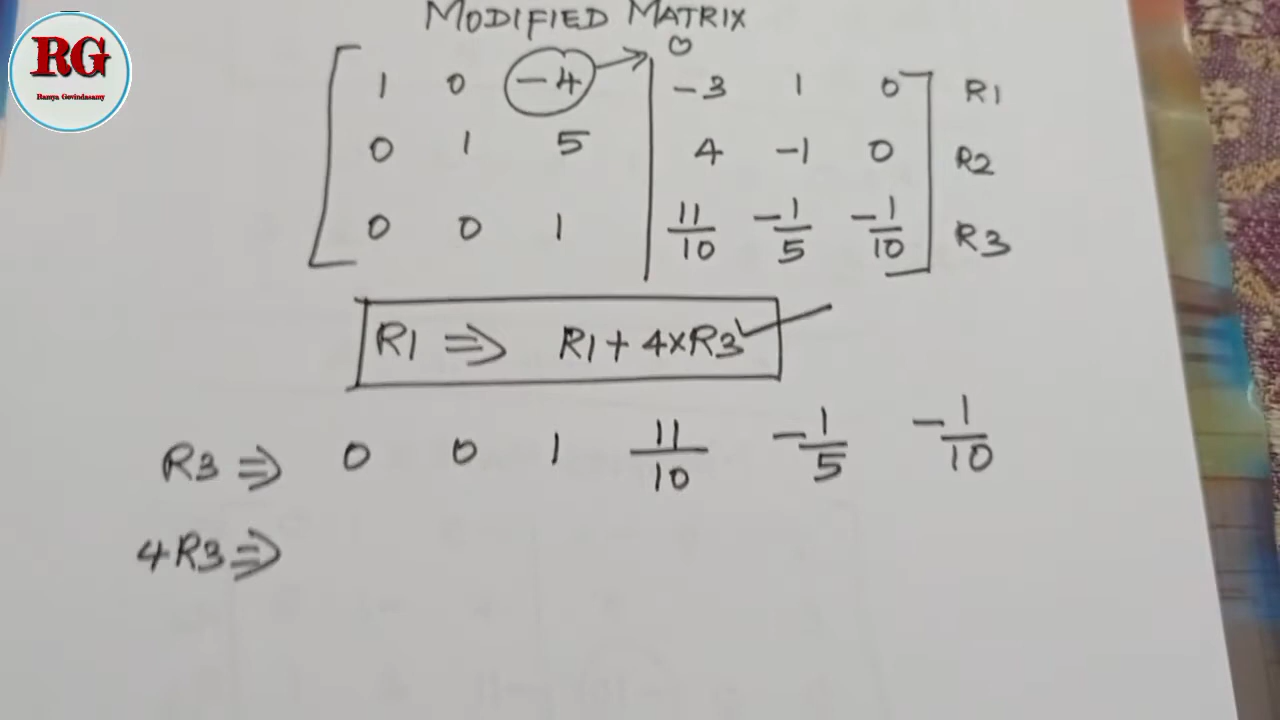 RG
Ramya Govindasamy
MODIFIED MATRIX
0
1 0 -4 -3 1 0 R1
0 1 5 4 -1 0 R2
0 0 1 11/10 -1/5 -1/10 R3
R1 ⇒ R1 + 4×R3
R3 ⇒ 0 0 1 11/10 -1/5 -1/10
4R3 ⇒